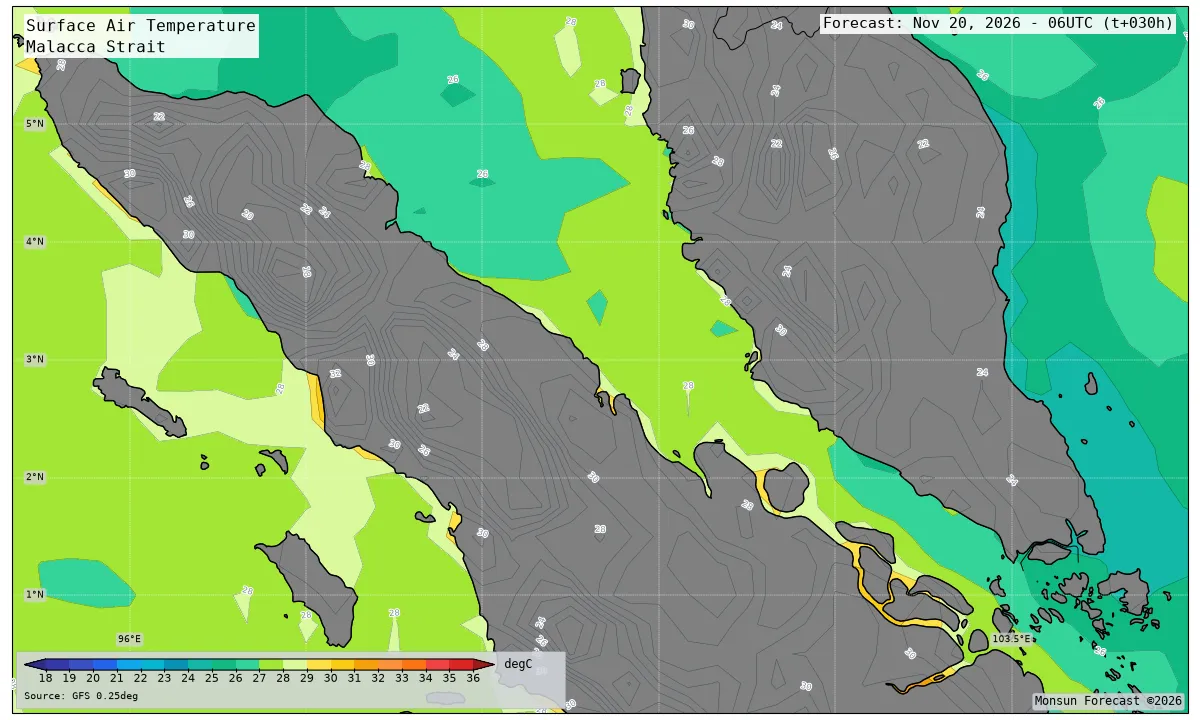 Surface Air Temperature
Malacca Strait
Forecast: Nov 20, 2026 - 06UTC (t+030h)
5°N
4°N
3°N
2°N
1°N
96°E
103.5°E
degC
18 19 20 21 22 23 24 25 26 27 28 29 30 31 32 33 34 35 36
Source: GFS 0.25deg
Monsun Forecast ©2026